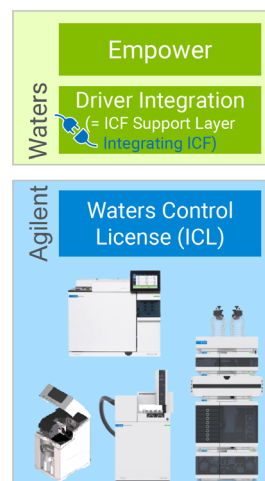 Waters
Empower
Driver Integration
(= ICF Support Layer
Integrating ICF)
Agilent
Waters Control
License (ICL)